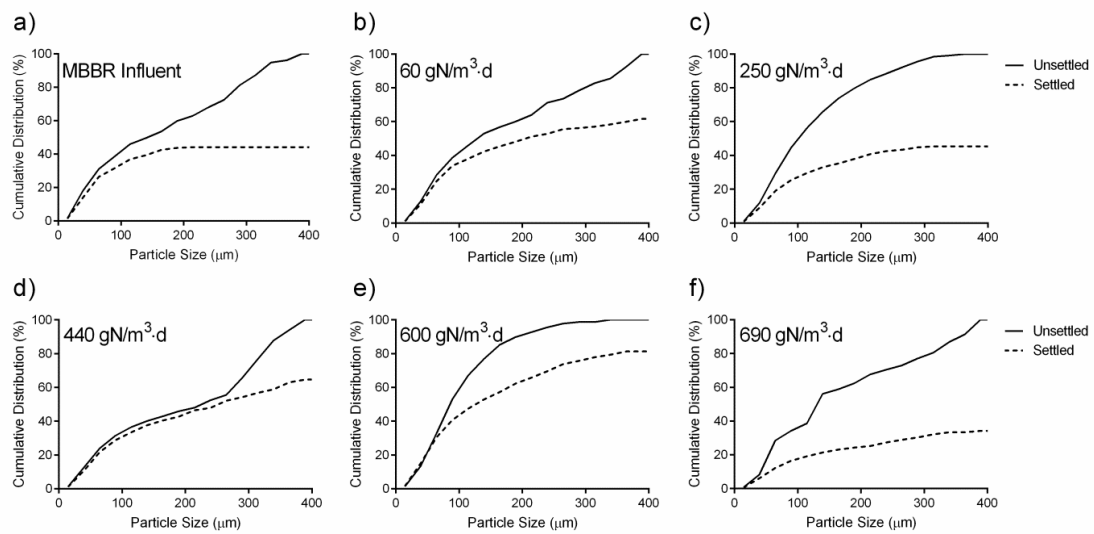 a)
MBBR Influent
Cumulative Distribution (%)
100
80
60
40
20
0
0 100 200 300 400
Particle Size (μm)
b)
60 gN/m³·d
Cumulative Distribution (%)
100
80
60
40
20
0
0 100 200 300 400
Particle Size (μm)
c)
250 gN/m³·d
Cumulative Distribution (%)
100
80
60
40
20
0
0 100 200 300 400
Particle Size (μm)
Unsettled
Settled
d)
440 gN/m³·d
Cumulative Distribution (%)
100
80
60
40
20
0
0 100 200 300 400
Particle Size (μm)
e)
600 gN/m³·d
Cumulative Distribution (%)
100
80
60
40
20
0
0 100 200 300 400
Particle Size (μm)
f)
690 gN/m³·d
Cumulative Distribution (%)
100
80
60
40
20
0
0 100 200 300 400
Particle Size (μm)
Unsettled
Settled